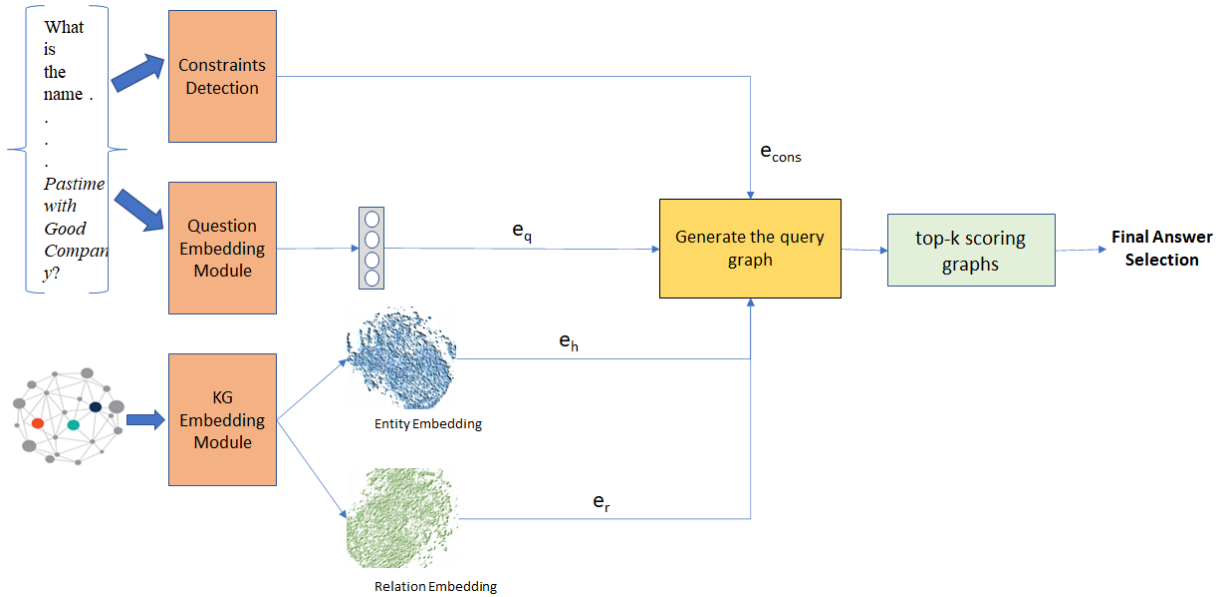 What
is
the
name .
.
.
.
Pastime
with
Good
Compan
y?
Constraints
Detection
e_cons
Question
Embedding
Module
e_q
Generate the query
graph
top-k scoring
graphs
Final Answer
Selection
KG
Embedding
Module
e_h
Entity Embedding
e_r
Relation Embedding